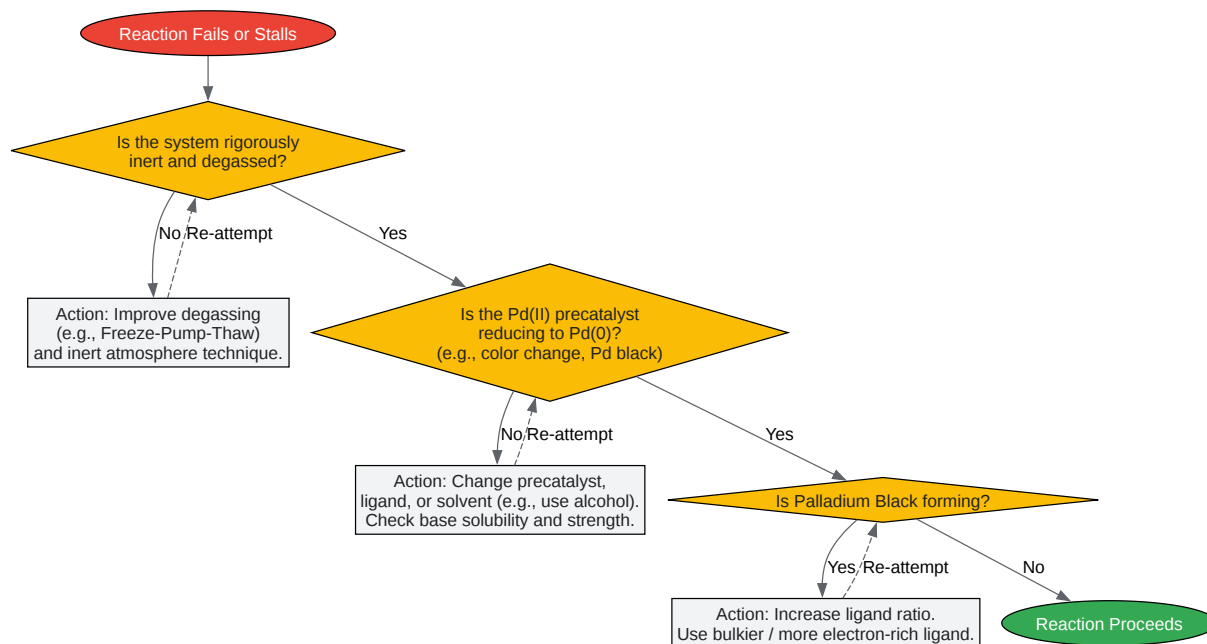 Reaction Fails or Stalls
Is the system rigorously
inert and degassed?
No
Re-attempt
Yes
Action: Improve degassing
(e.g., Freeze-Pump-Thaw)
and inert atmosphere technique.
Is the Pd(II) precatalyst
reducing to Pd(0)?
(e.g., color change, Pd black)
No
Re-attempt
Yes
Action: Change precatalyst,
ligand, or solvent (e.g., use alcohol).
Check base solubility and strength.
Is Palladium Black forming?
Yes
Re-attempt
No
Action: Increase ligand ratio.
Use bulkier / more electron-rich ligand.
Reaction Proceeds